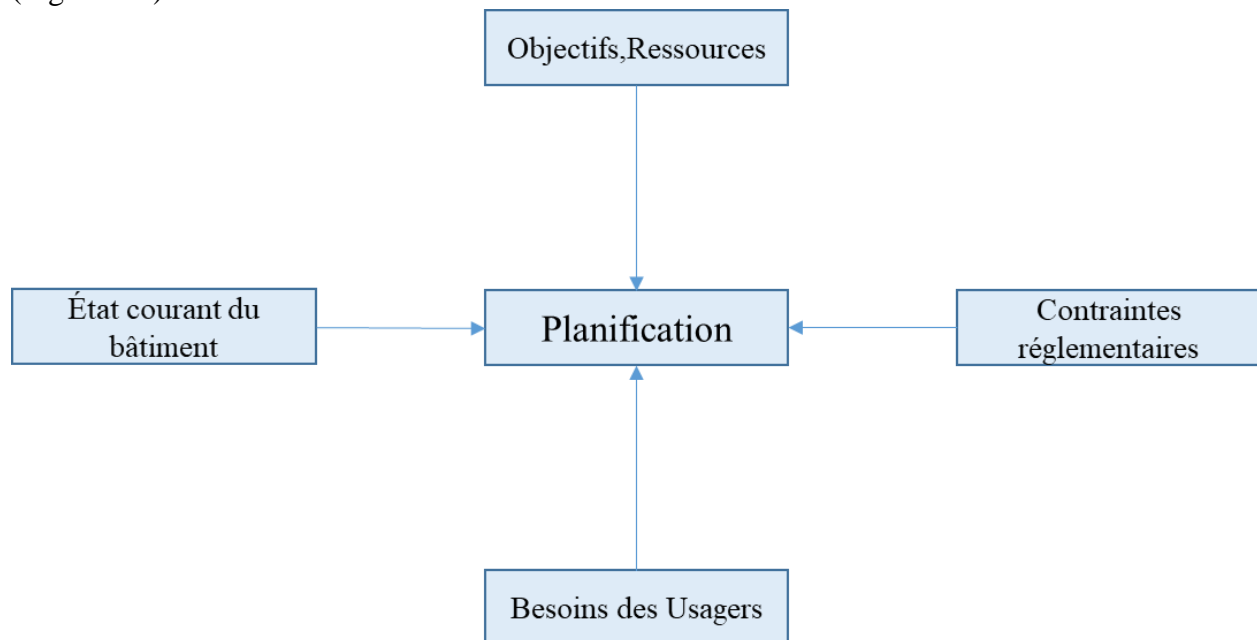 Objectifs,Ressources
État courant du
bâtiment
Planification
Contraintes
réglementaires
Besoins des Usagers